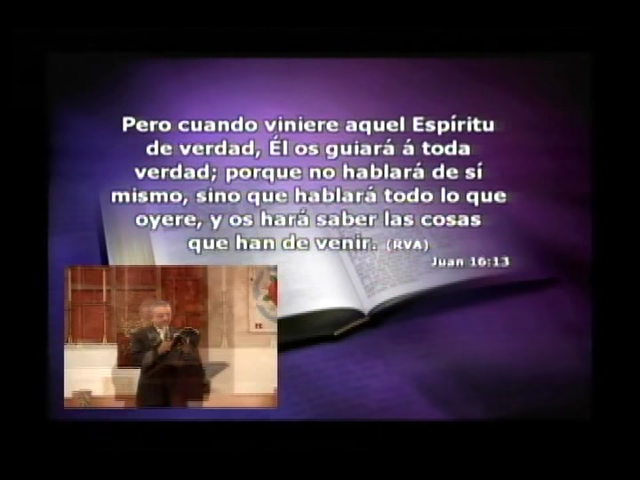 Pero cuando viniere aquel Espíritu
de verdad, Él os guiará á toda
verdad; porque no hablará de sí
mismo, sino que hablará todo lo que
oyere, y os hará saber las cosas
que han de venir. (RVA)
Juan 16:13